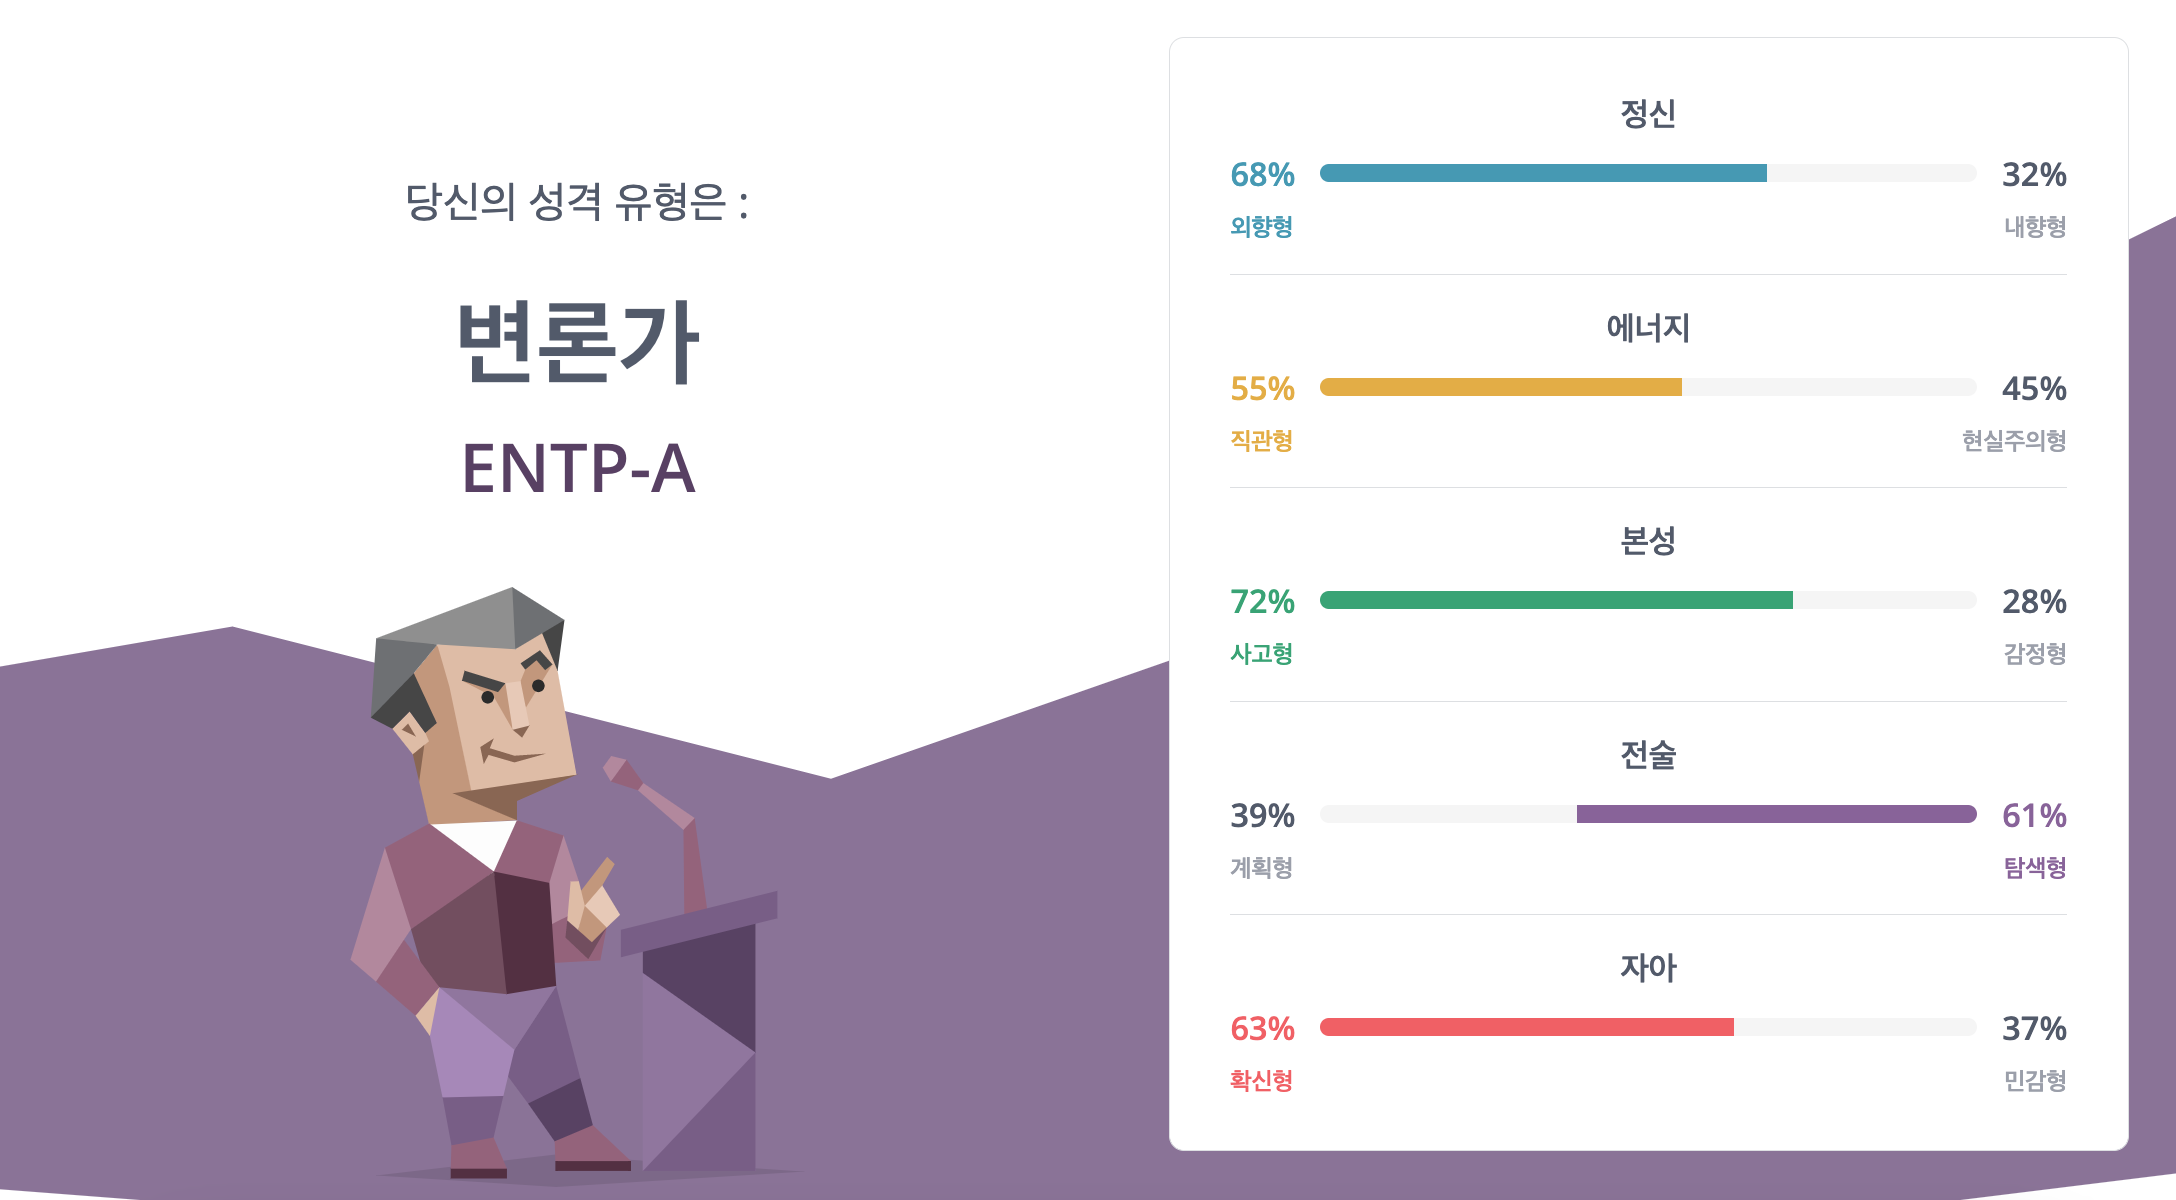 당신의 성격 유형은 :
변론가
ENTP-A
정신
68% 32%
외향형 내향형
에너지
55% 45%
직관형 현실주의형
본성
72% 28%
사고형 감정형
전술
39% 61%
계획형 탐색형
자아
63% 37%
확신형 민감형